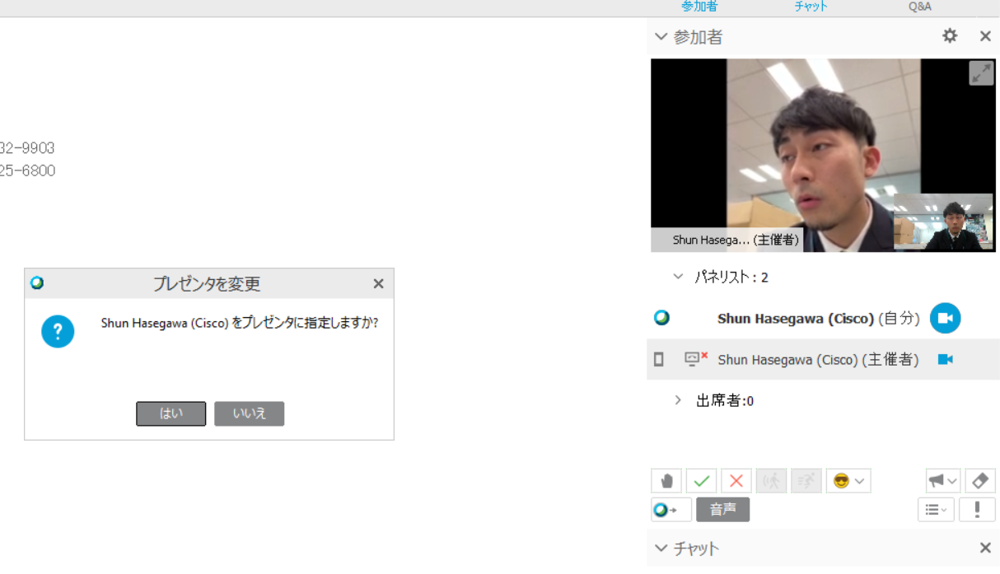 参加者
チャット
Q&A
参加者
32-9903
25-6800
Shun Hasega... (主催者)
パネリスト: 2
プレゼンタを変更
Shun Hasegawa (Cisco) をプレゼンタに指定しますか?
はい
いいえ
Shun Hasegawa (Cisco) (自分)
Shun Hasegawa (Cisco) (主催者)
出席者:0
音声
チャット